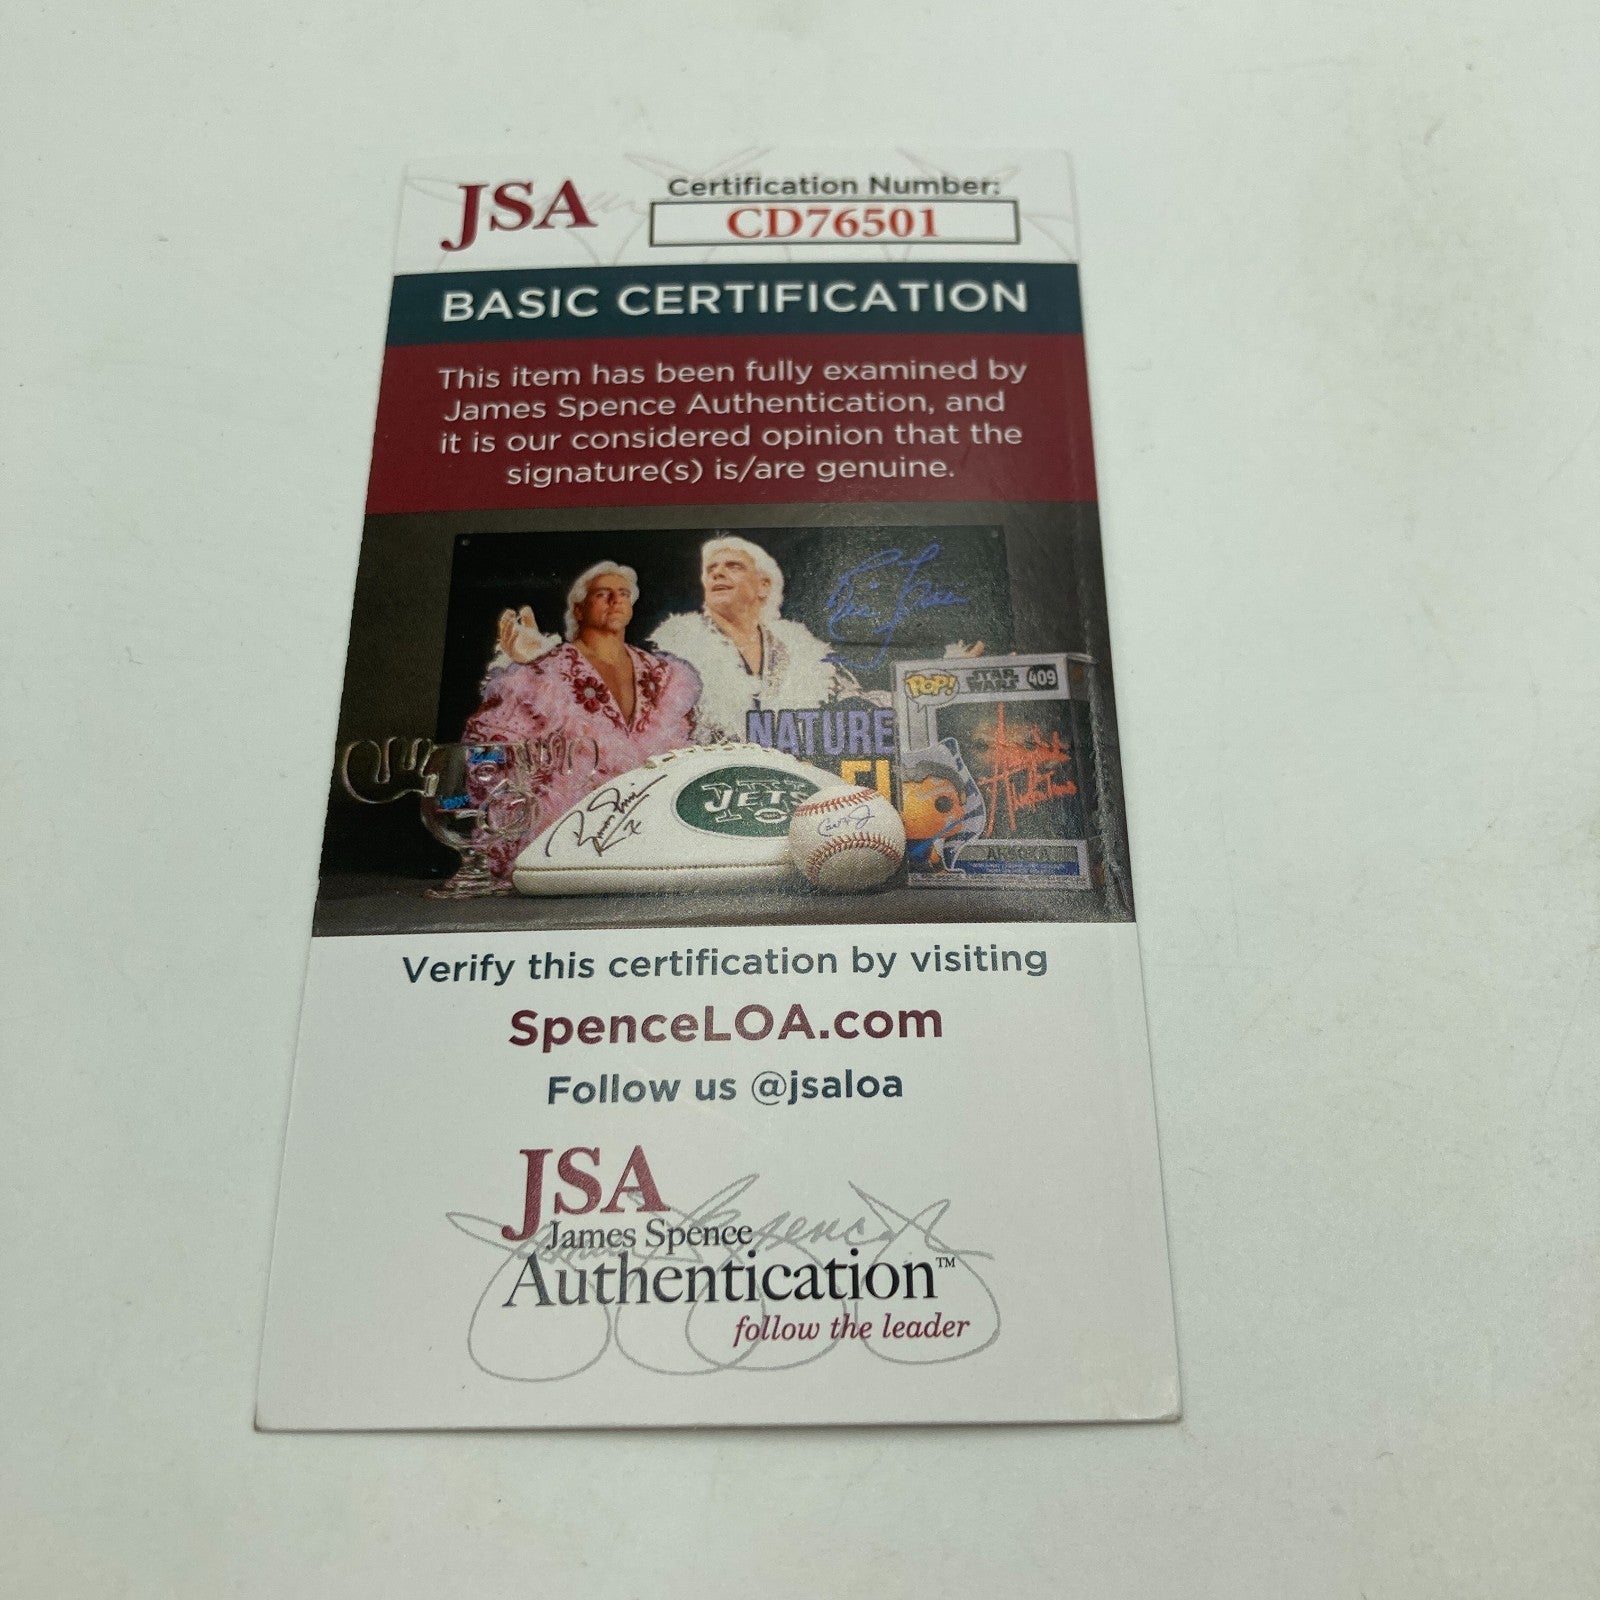 JSA
Certification Number:
CD76501
BASIC CERTIFICATION
This item has been fully examined by
James Spence Authentication, and
it is our considered opinion that the
signature(s) is/are genuine.
POP! STAR WARS 409
NATURE
JETS
Verify this certification by visiting
SpenceLOA.com
Follow us @jsaloa
JSA
James Spence
Authentication™
follow the leader